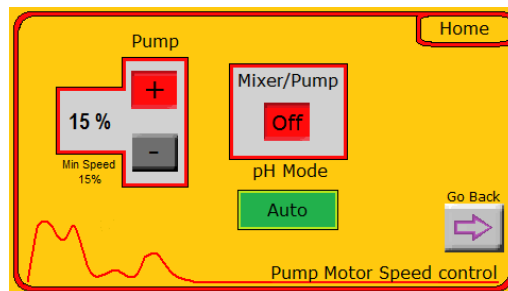 Home
Pump
+
15 %
-
Min Speed
15%
Mixer/Pump
Off
pH Mode
Auto
Go Back
Pump Motor Speed control